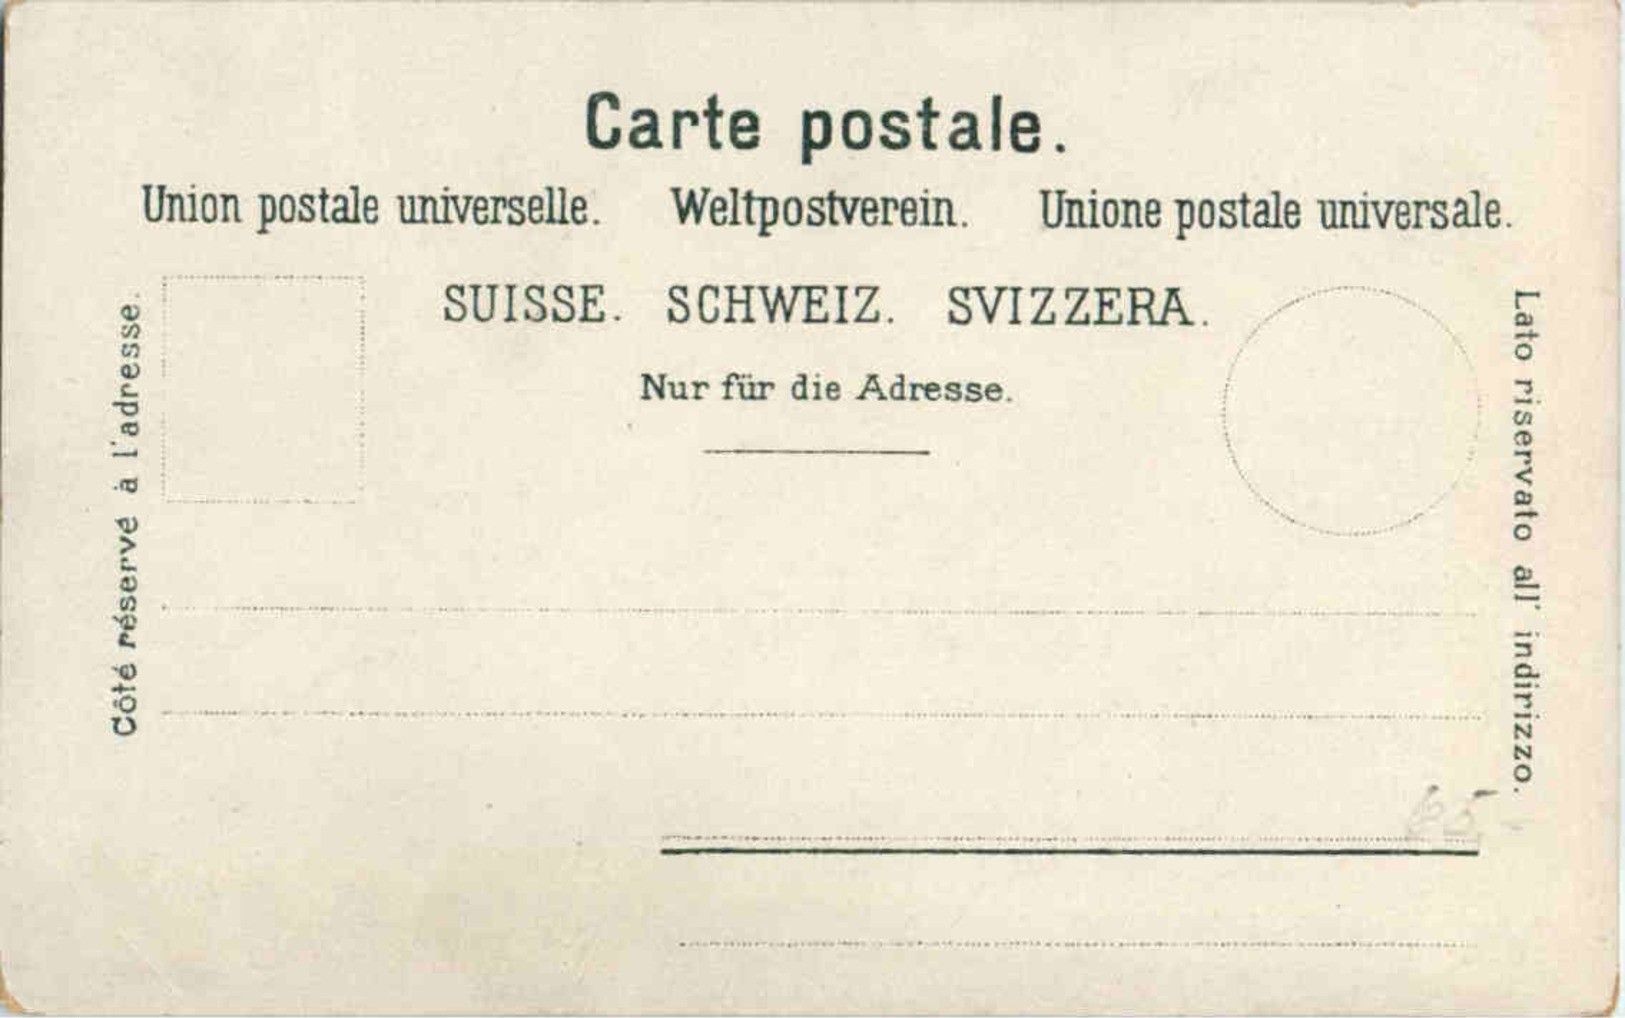 Carte postale.
Union postale universelle. Weltpostverein. Unione postale universale.
SUISSE. SCHWEIZ. SVIZZERA.
Nur für die Adresse.
Côté réservé à l'adresse.
Lato riservato all' indirizzo.
65